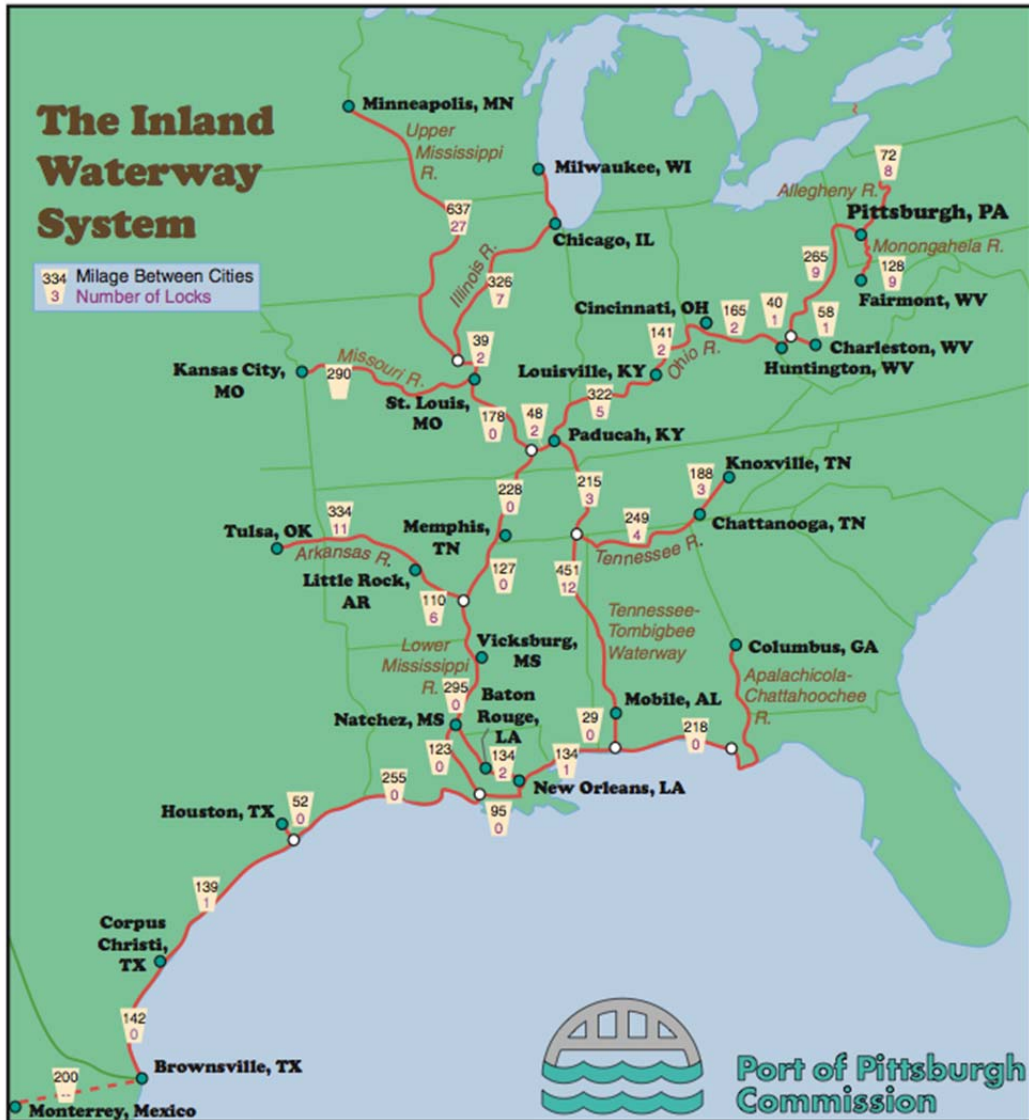 The Inland
Waterway
System
334 Milage Between Cities
3 Number of Locks
Minneapolis, MN
Upper
Mississippi
R.
Milwaukee, WI
72
8
Allegheny R.
637
27
Chicago, IL
Pittsburgh, PA
Monongahela R.
Illinois R.
326
7
265
9
128
9
Fairmont, WV
Cincinnati, OH
165
2
40
1
58
1
141
2
39
2
Charleston, WV
Huntington, WV
Ohio R.
Louisville, KY
Kansas City,
MO
290
Missouri R.
St. Louis,
MO
178
0
48
2
322
5
Paducah, KY
Knoxville, TN
188
3
215
3
228
0
334
11
249
4
Chattanooga, TN
Tennessee R.
Tulsa, OK
Arkansas R.
Memphis,
TN
127
0
451
12
Little Rock,
AR
110
6
Tennessee-
Tombigbee
Waterway
Lower
Mississippi
R.
Vicksburg,
MS
Columbus, GA
Apalachicola-
Chattahoochee
R.
295
0
Baton
Rouge,
LA
Natchez, MS
Mobile, AL
29
0
218
0
123
0
134
2
134
1
New Orleans, LA
255
0
95
0
52
0
Houston, TX
139
1
Corpus
Christi,
TX
142
0
Brownsville, TX
200
--
Monterrey, Mexico
Port of Pittsburgh
Commission